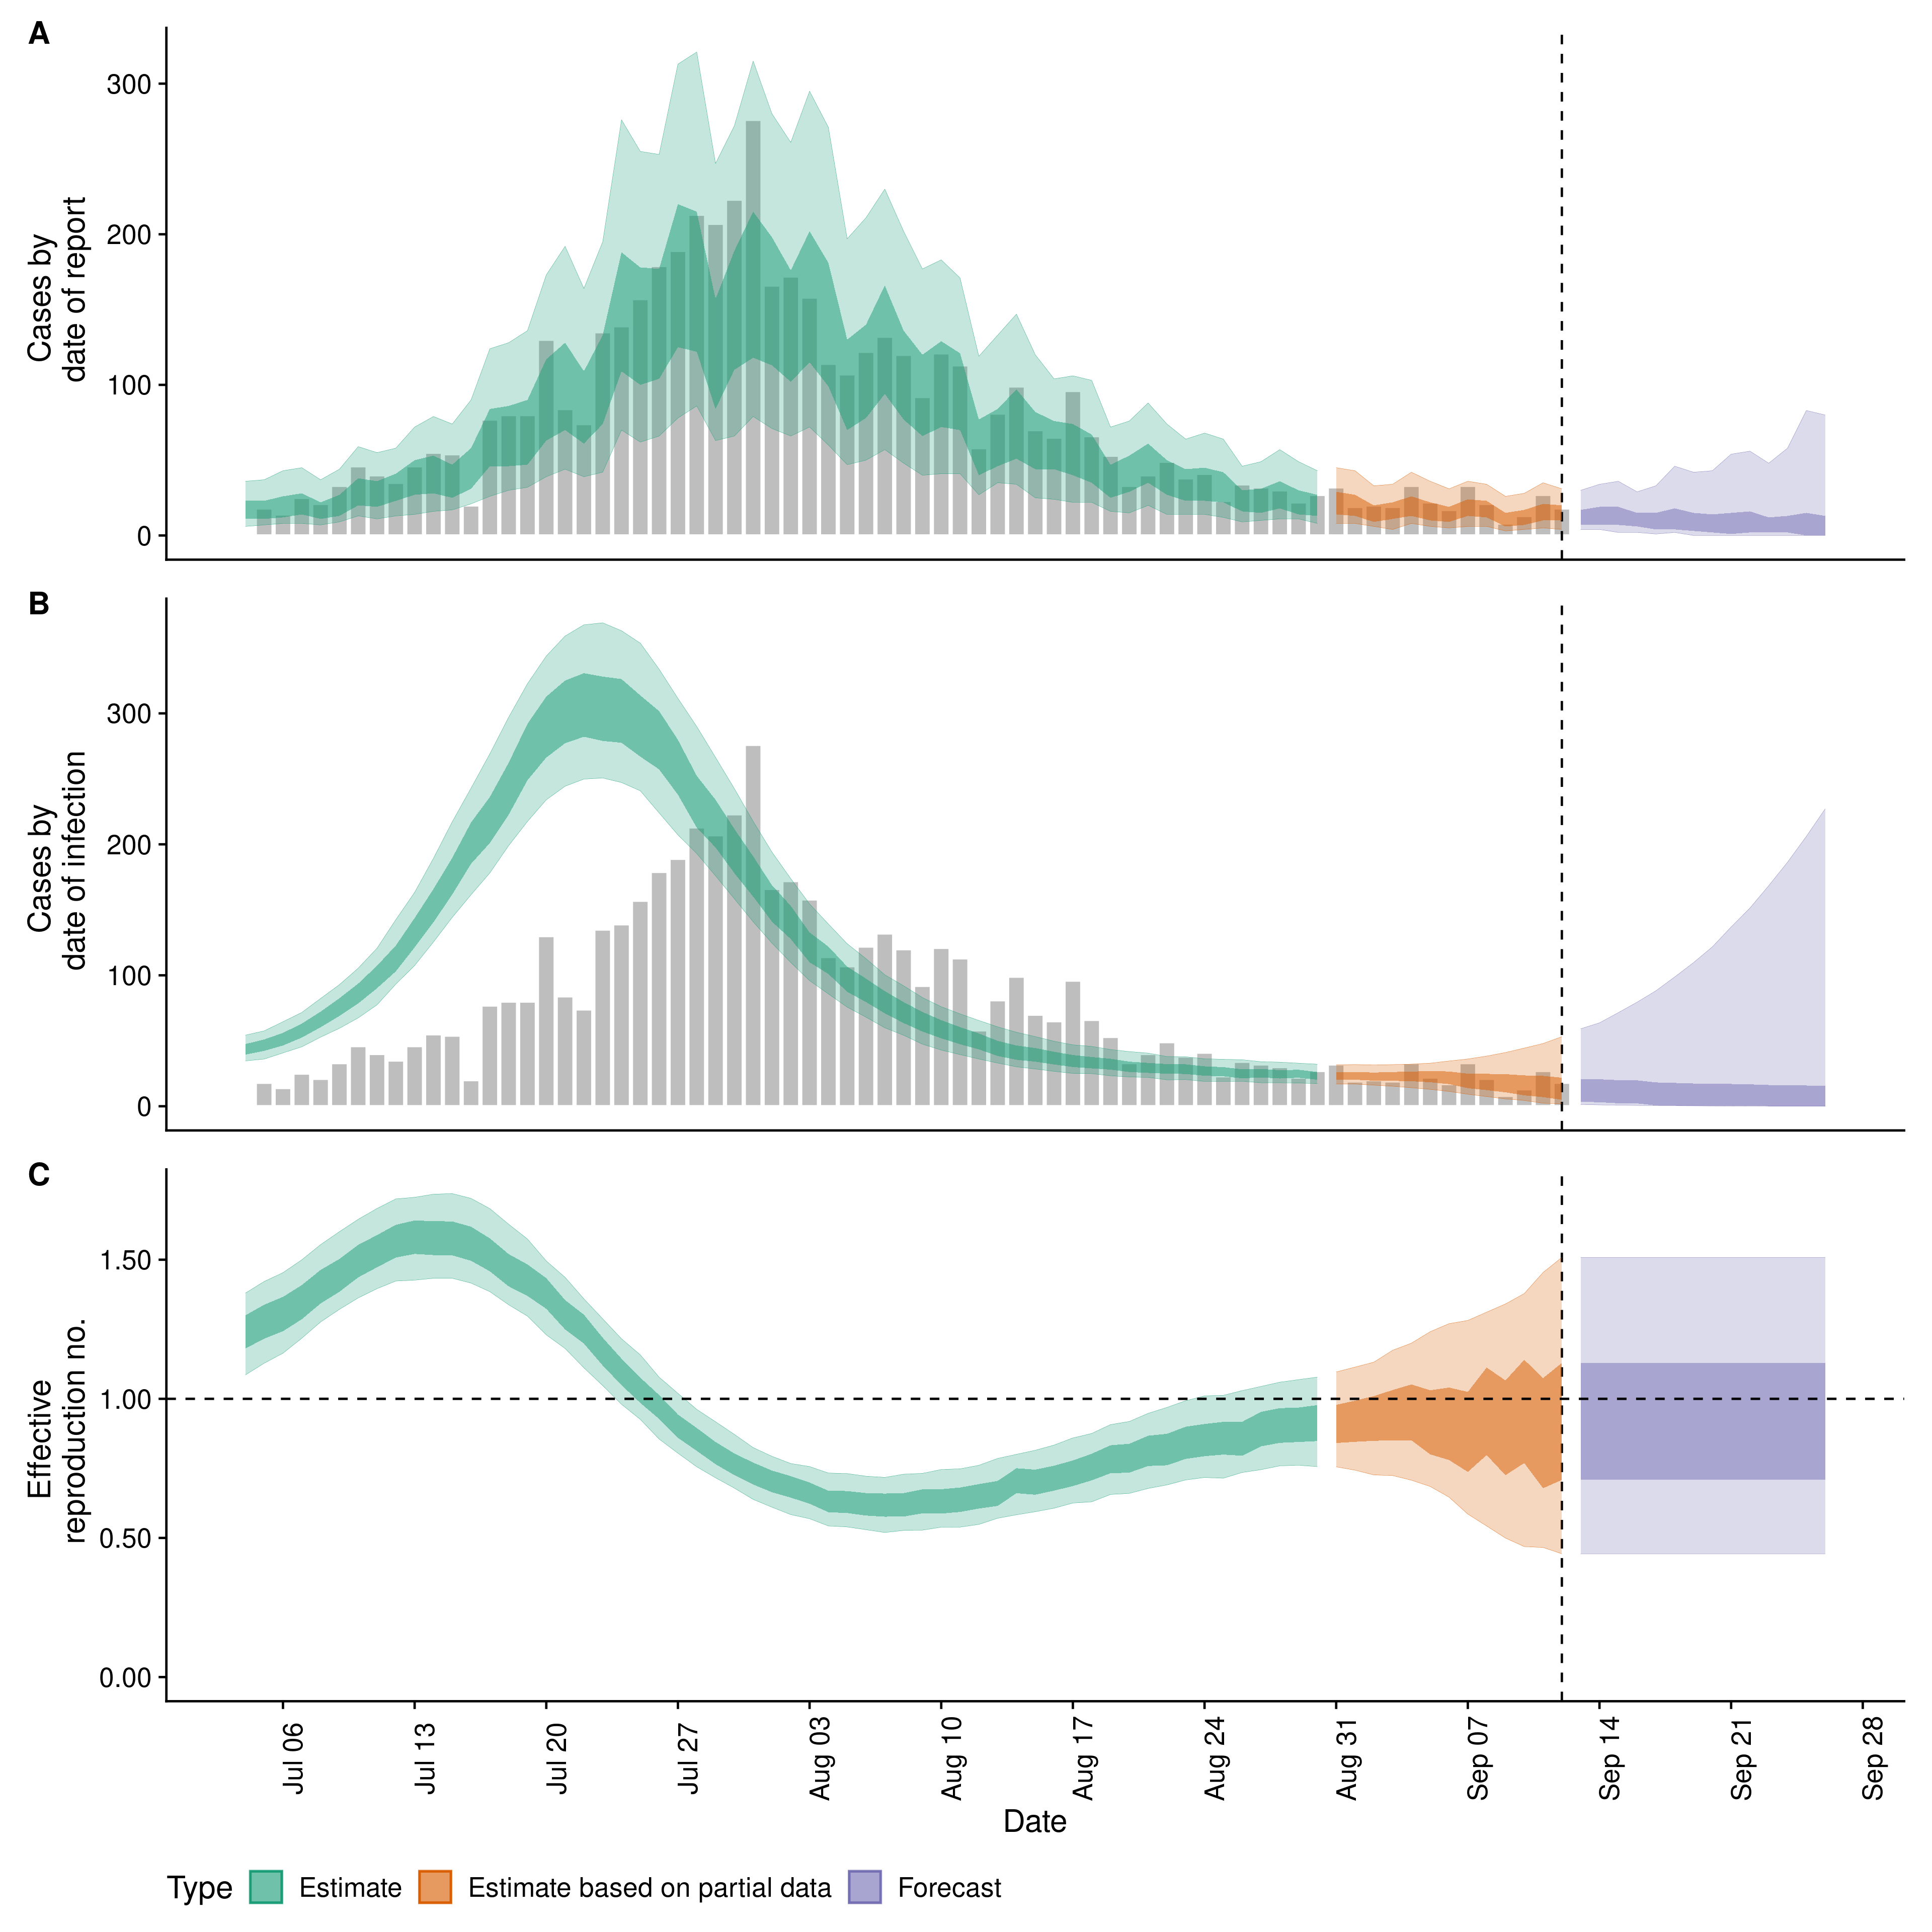 A
Cases by
date of report
300
200
100
0
B
Cases by
date of infection
300
200
100
0
C
Effective
reproduction no.
1.50
1.00
0.50
0.00
Jul 06
Jul 13
Jul 20
Jul 27
Aug 03
Aug 10
Aug 17
Aug 24
Aug 31
Sep 07
Sep 14
Sep 21
Sep 28
Date
Type Estimate Estimate based on partial data Forecast